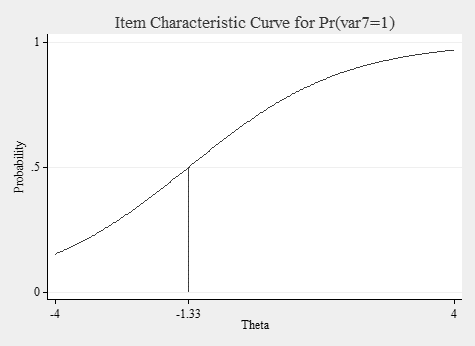 Item Characteristic Curve for Pr(var7=1)
1
.5
0
Probability
-4
-1.33
4
Theta